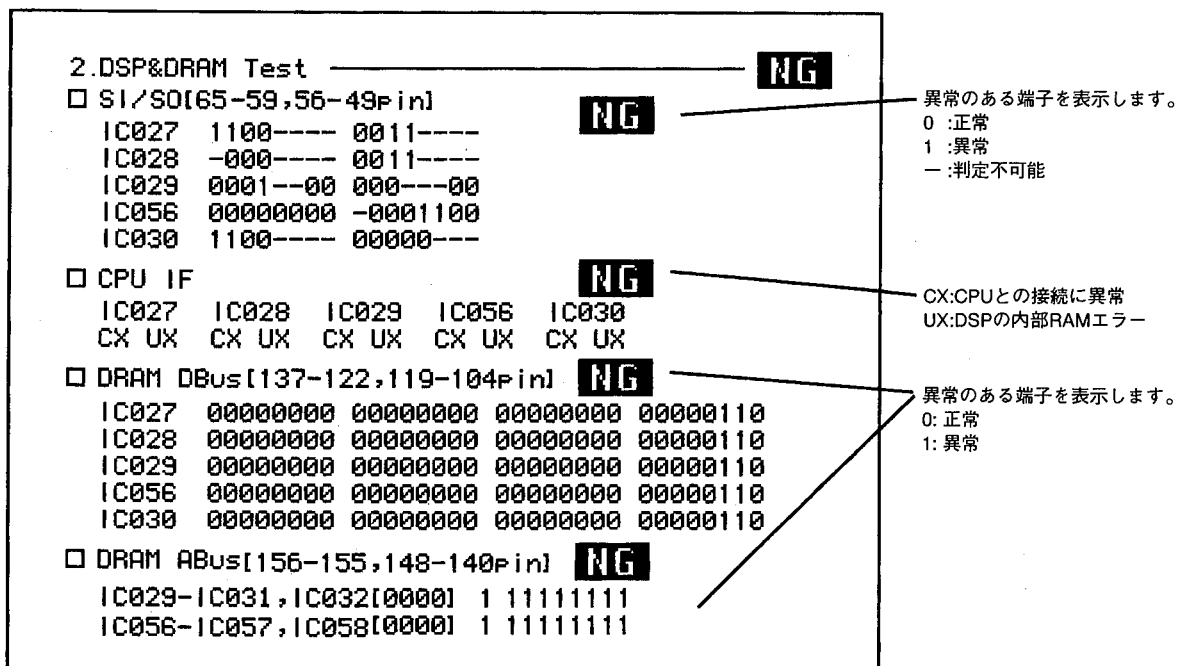 2.DSP&DRAM Test NG
□ SI/SO[65-59,56-49pin] NG
IC027 1100---- 0011----
IC028 -000---- 0011----
IC029 0001--00 000---00
IC056 00000000 -0001100
IC030 1100---- 00000---
異常のある端子を表示します。
0 :正常
1 :異常
ー :判定不可能
□ CPU IF NG
IC027 IC028 IC029 IC056 IC030
CX UX CX UX CX UX CX UX CX UX
CX:CPUとの接続に異常
UX:DSPの内部RAMエラー
□ DRAM DBus[137-122,119-104pin] NG
IC027 00000000 00000000 00000000 00000110
IC028 00000000 00000000 00000000 00000110
IC029 00000000 00000000 00000000 00000110
IC056 00000000 00000000 00000000 00000110
IC030 00000000 00000000 00000000 00000110
異常のある端子を表示します。
0: 正常
1: 異常
□ DRAM ABus[156-155,148-140pin] NG
IC029-IC031,IC032[0000] 1 11111111
IC056-IC057,IC058[0000] 1 11111111